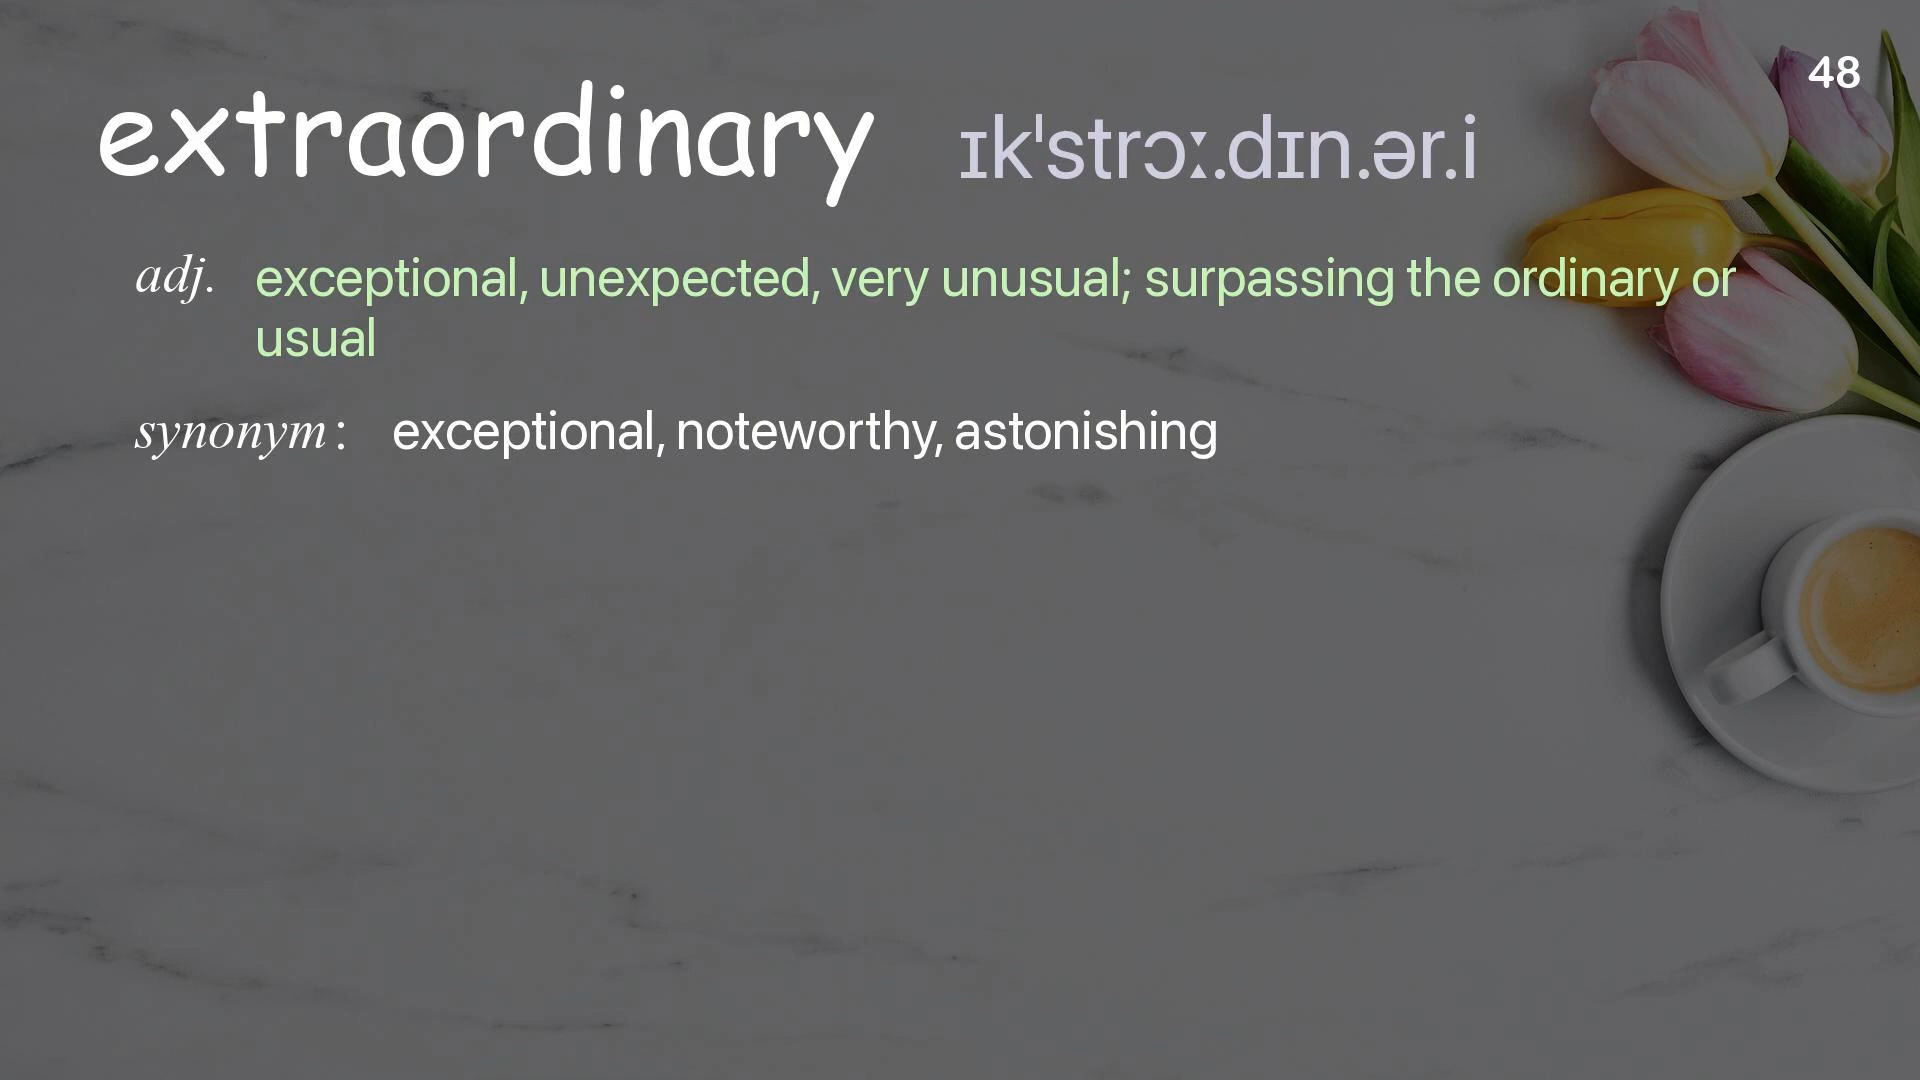 48
extraordinary ɪkˈstrɔː.dɪn.ər.i
adj. exceptional, unexpected, very unusual; surpassing the ordinary or
usual
synonym: exceptional, noteworthy, astonishing